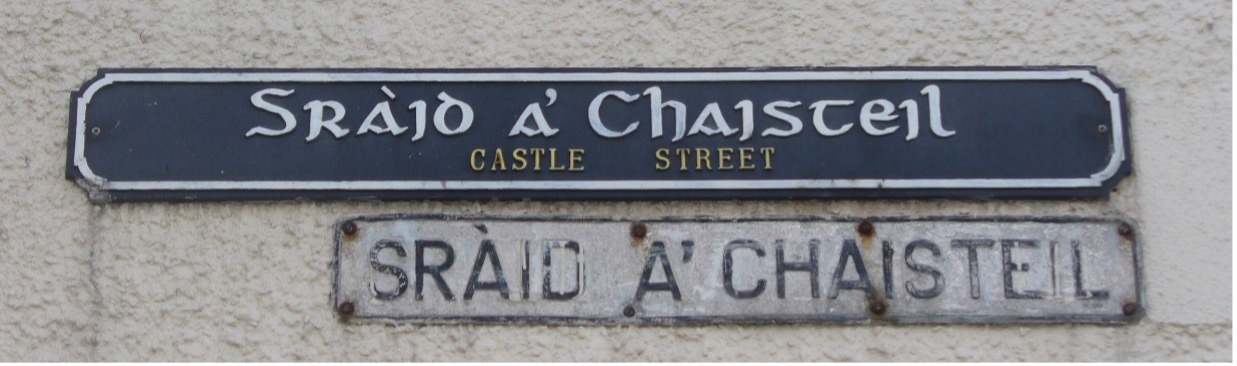 Sràid a' Chaisteil
CASTLE STREET
SRÀID A' CHAISTEIL